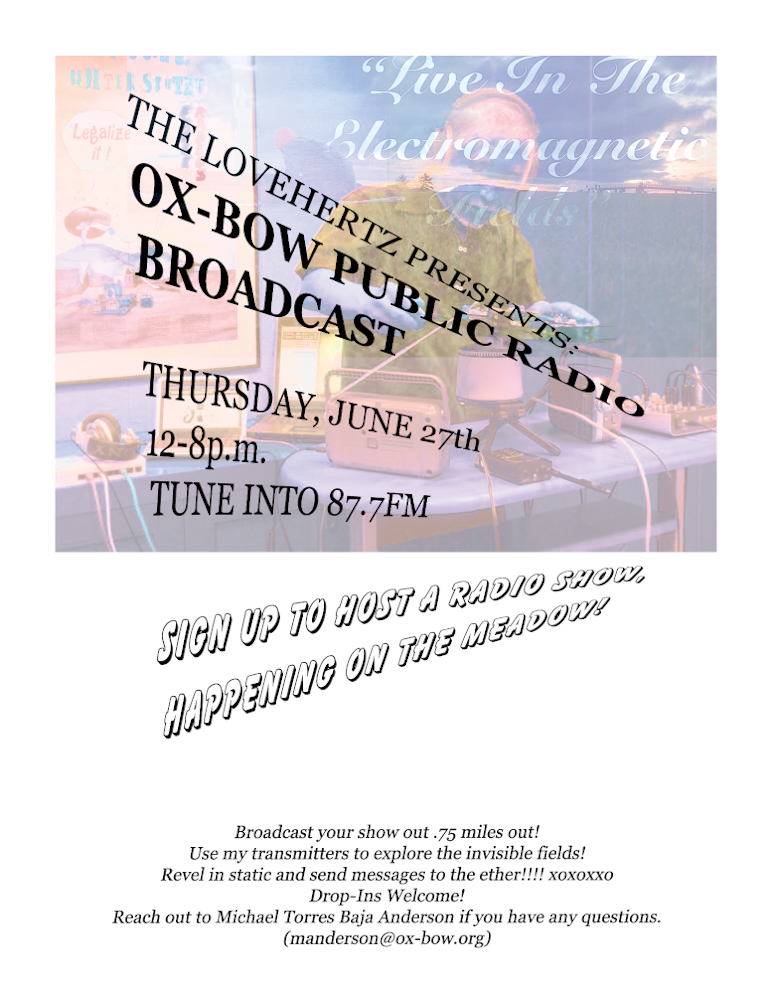 "Live In The
Electromagnetic
Fields"
Legalize
it!
THE LOVEHERTZ PRESENTS:
OX-BOW PUBLIC RADIO
BROADCAST
THURSDAY, JUNE 27th
12-8p.m.
TUNE INTO 87.7FM
SIGN UP TO HOST A RADIO SHOW,
HAPPENING ON THE MEADOW!
Broadcast your show out .75 miles out!
Use my transmitters to explore the invisible fields!
Revel in static and send messages to the ether!!!! xoxoxxo
Drop-Ins Welcome!
Reach out to Michael Torres Baja Anderson if you have any questions.
(manderson@ox-bow.org)